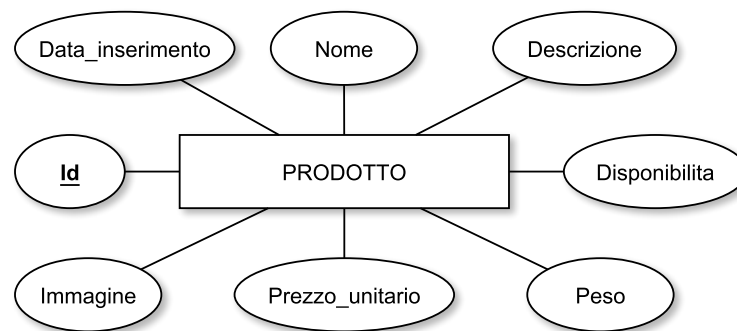 Data_inserimento
Nome
Descrizione
Id
PRODOTTO
Disponibilita
Immagine
Prezzo_unitario
Peso